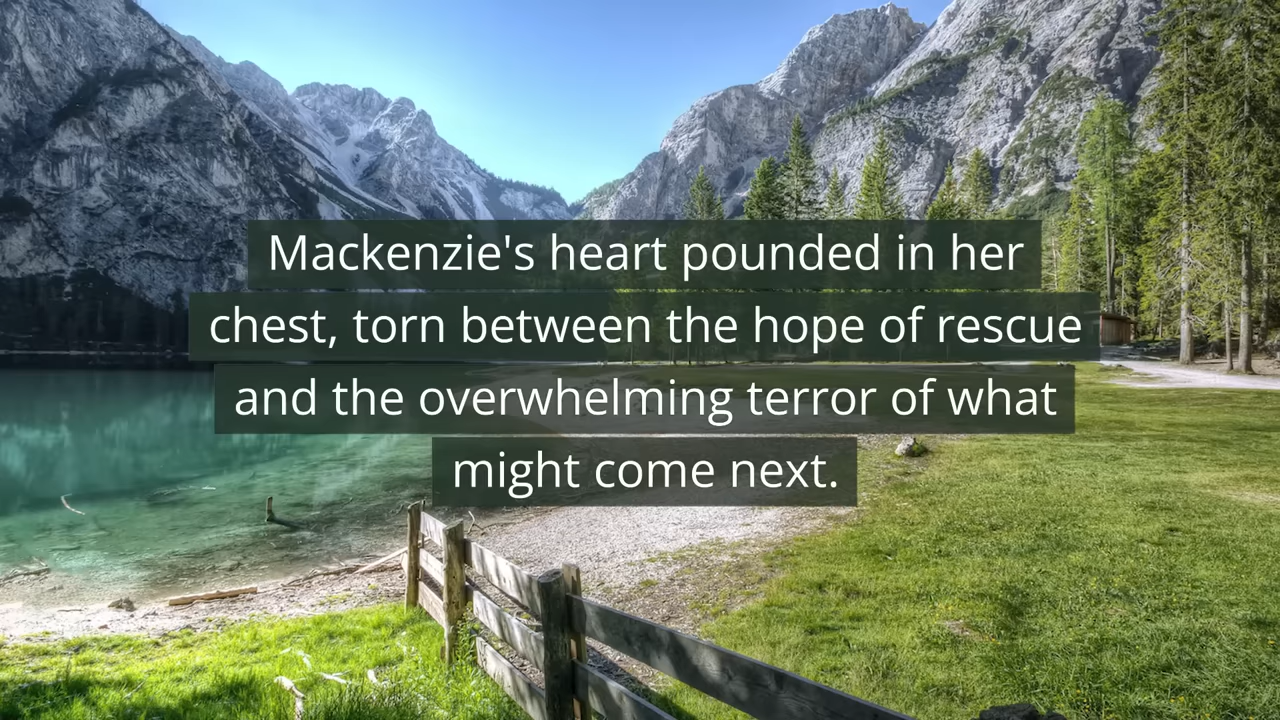 Mackenzie's heart pounded in her
chest, torn between the hope of rescue
and the overwhelming terror of what
might come next.